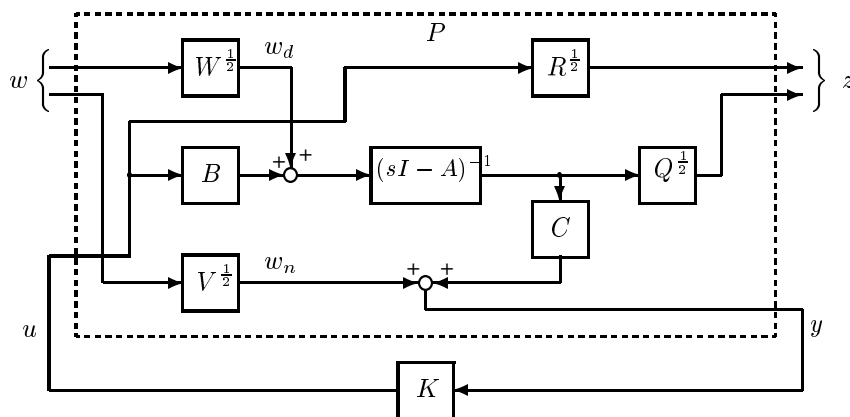 P
w
W^{1/2}
w_d
R^{1/2}
z
+ +
B
(sI − A)^{−1}
Q^{1/2}
C
V^{1/2}
w_n
+ +
u
y
K